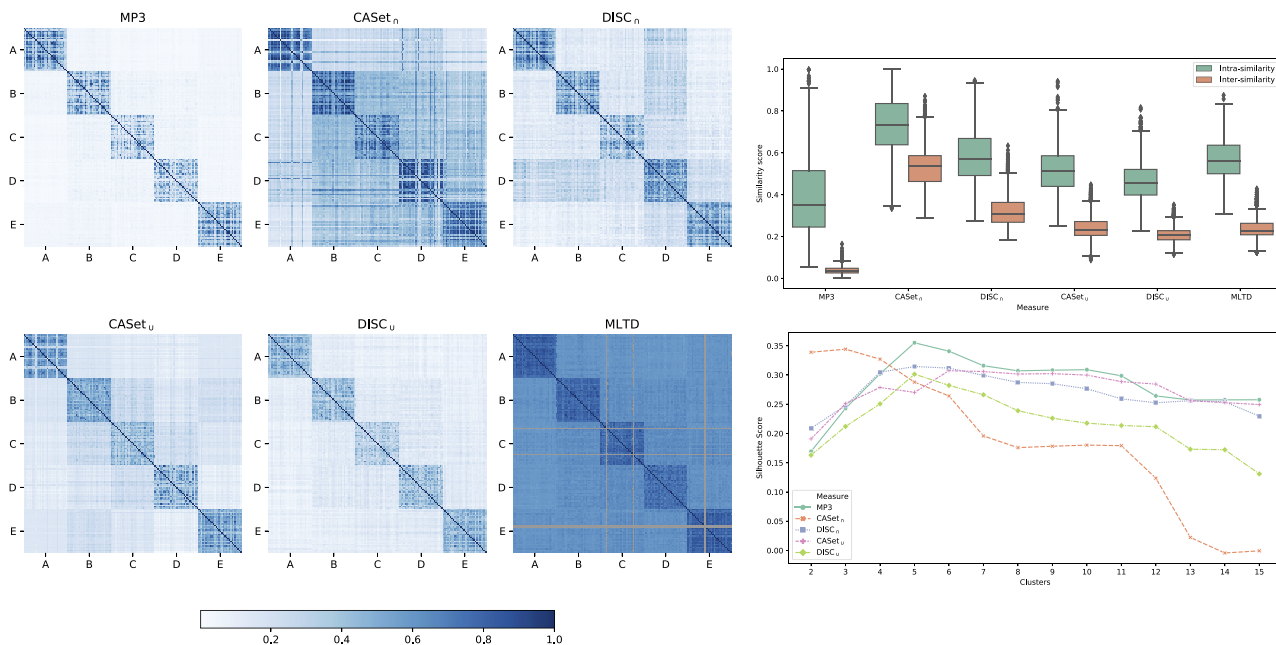 MP3
CASet n
DISC n
A
B
C
D
E
A B C D E
A
B
C
D
E
A B C D E
A
B
C
D
E
A B C D E
CASet u
DISC u
MLTD
A
B
C
D
E
A B C D E
A
B
C
D
E
A B C D E
A
B
C
D
E
A B C D E
0.2 0.4 0.6 0.8 1.0
Intra-similarity
Inter-similarity
Similarity score
1.0
0.8
0.6
0.4
0.2
0.0
MP3 CASet n DISC n CASet u DISC u MLTD
Measure
Silhouette Score
0.35
0.30
0.25
0.20
0.15
0.10
0.05
0.00
Measure
MP3
CASet n
DISC n
CASet u
DISC u
2 3 4 5 6 7 8 9 10 11 12 13 14 15
Clusters